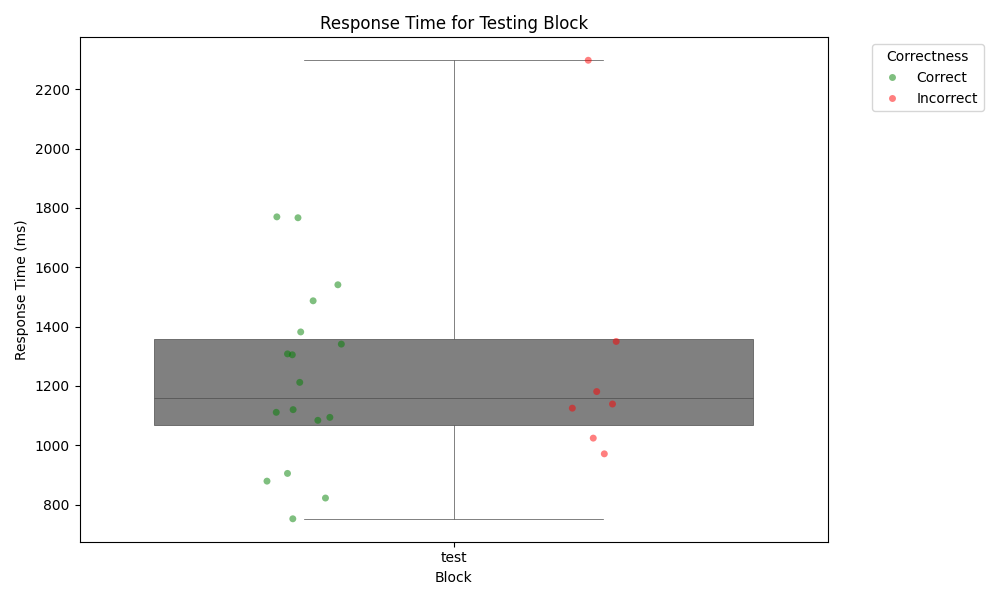 Response Time for Testing Block
Correctness
Correct
Incorrect
Response Time (ms)
2200
2000
1800
1600
1400
1200
1000
800
test
Block